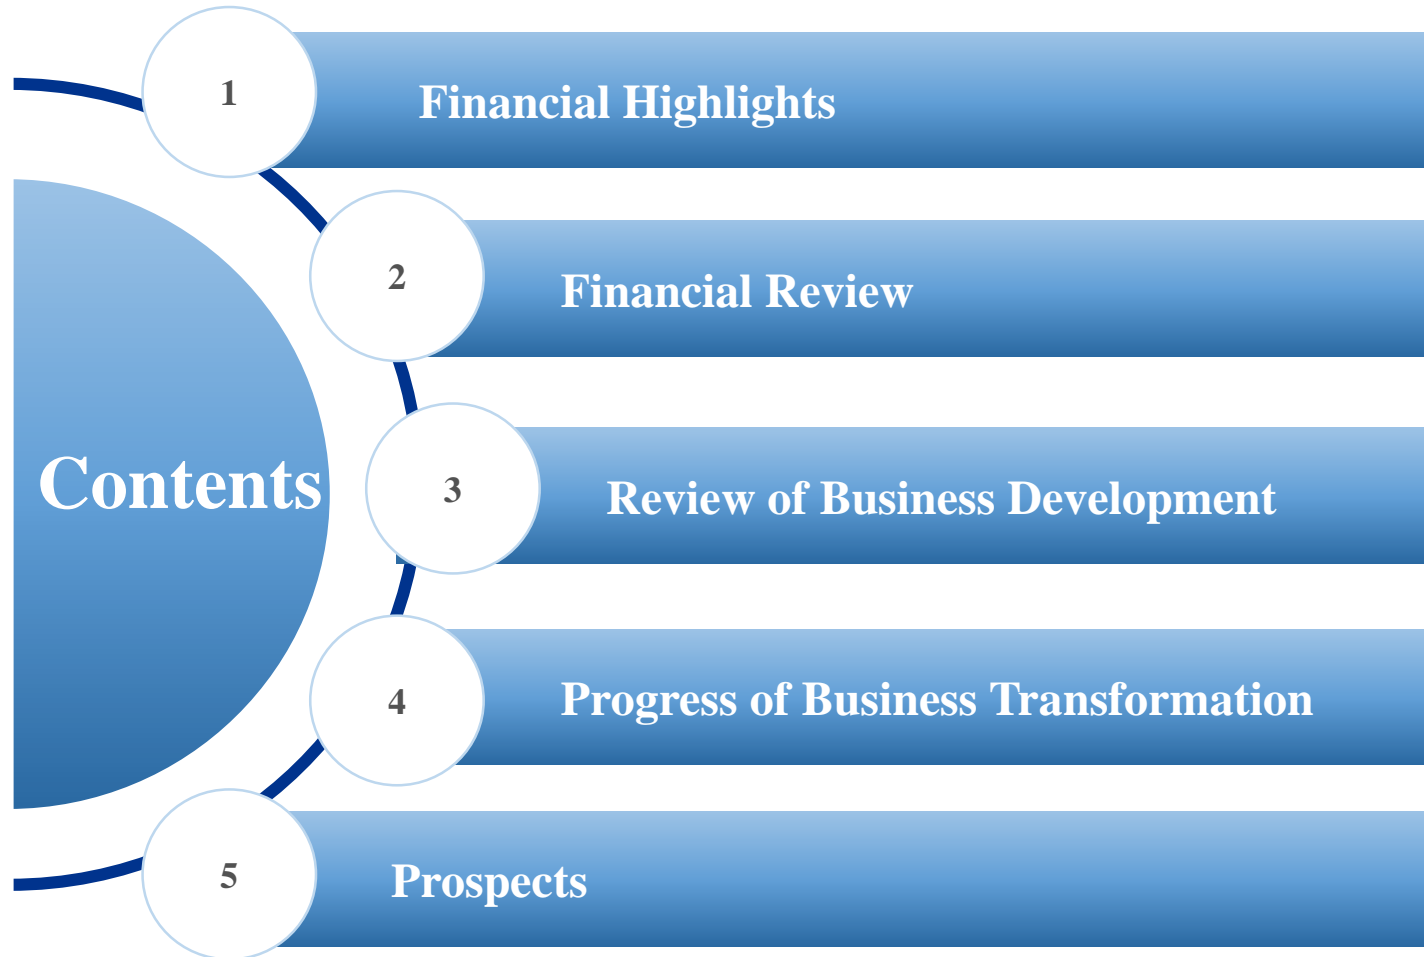 Contents
1
Financial Highlights
2
Financial Review
3
Review of Business Development
4
Progress of Business Transformation
5
Prospects